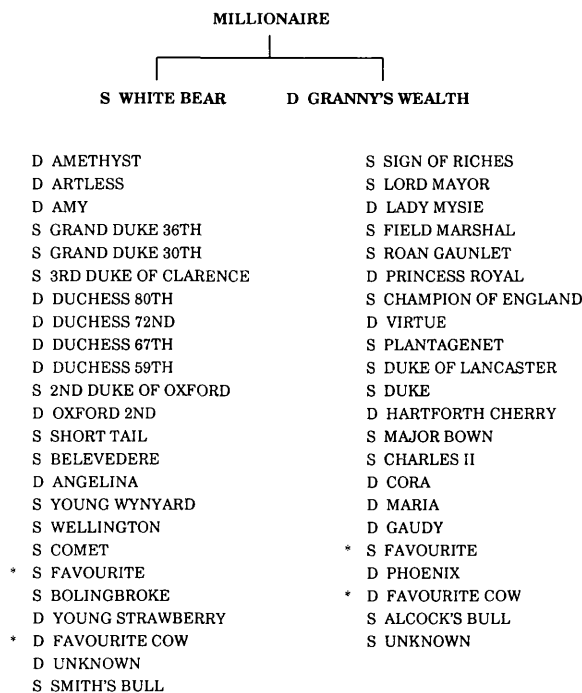 MILLIONAIRE
S WHITE BEAR
D GRANNY'S WEALTH
D AMETHYST
D ARTLESS
D AMY
S GRAND DUKE 36TH
S GRAND DUKE 30TH
S 3RD DUKE OF CLARENCE
D DUCHESS 80TH
D DUCHESS 72ND
D DUCHESS 67TH
D DUCHESS 59TH
S 2ND DUKE OF OXFORD
D OXFORD 2ND
S SHORT TAIL
S BELEVEDERE
D ANGELINA
S YOUNG WYNYARD
S WELLINGTON
S COMET
* S FAVOURITE
S BOLINGBROKE
D YOUNG STRAWBERRY
* D FAVOURITE COW
D UNKNOWN
S SMITH'S BULL
S SIGN OF RICHES
S LORD MAYOR
D LADY MYSIE
S FIELD MARSHAL
S ROAN GAUNLET
D PRINCESS ROYAL
S CHAMPION OF ENGLAND
D VIRTUE
S PLANTAGENET
S DUKE OF LANCASTER
S DUKE
D HARTFORTH CHERRY
S MAJOR BOWN
S CHARLES II
D CORA
D MARIA
D GAUDY
* S FAVOURITE
D PHOENIX
* D FAVOURITE COW
S ALCOCK'S BULL
S UNKNOWN